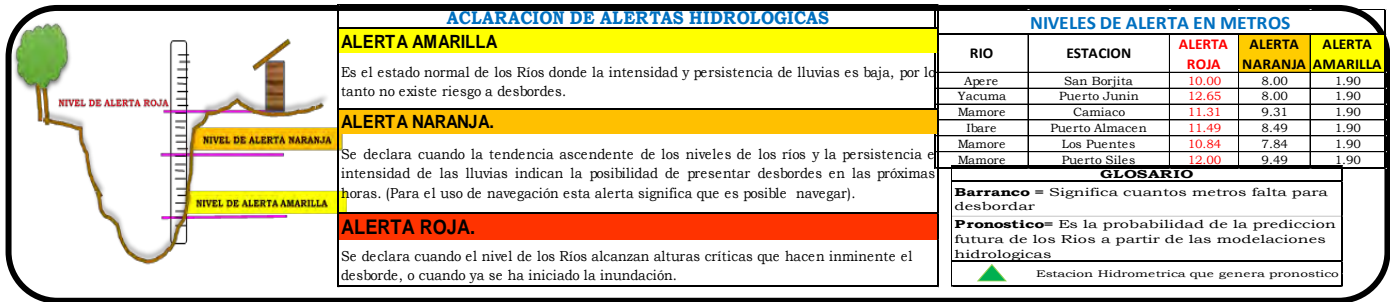 NIVEL DE ALERTA ROJA
NIVEL DE ALERTA NARANJA
NIVEL DE ALERTA AMARILLA
ACLARACION DE ALERTAS HIDROLOGICAS
ALERTA AMARILLA
Es el estado normal de los Ríos donde la intensidad y persistencia de lluvias es baja, por lo
tanto no existe riesgo a desbordes.
ALERTA NARANJA.
Se declara cuando la tendencia ascendente de los niveles de los ríos y la persistencia e
intensidad de las lluvias indican la posibilidad de presentar desbordes en las próximas
horas. (Para el uso de navegación esta alerta significa que es posible navegar).
ALERTA ROJA.
Se declara cuando el nivel de los Ríos alcanzan alturas críticas que hacen inminente el
desborde, o cuando ya se ha iniciado la inundación.
NIVELES DE ALERTA EN METROS
RIO ESTACION ALERTA ROJA ALERTA NARANJA ALERTA AMARILLA
Apere San Borjita 10.00 8.00 1.90
Yacuma Puerto Junin 12.65 8.00 1.90
Mamore Camiaco 11.31 9.31 1.90
Ibare Puerto Almacen 11.49 8.49 1.90
Mamore Los Puentes 10.84 7.84 1.90
Mamore Puerto Siles 12.00 9.49 1.90
GLOSARIO
Barranco = Significa cuantos metros falta para
desbordar
Pronostico= Es la probabilidad de la prediccion
futura de los Rios a partir de las modelaciones
hidrologicas
Estacion Hidrometrica que genera pronostico